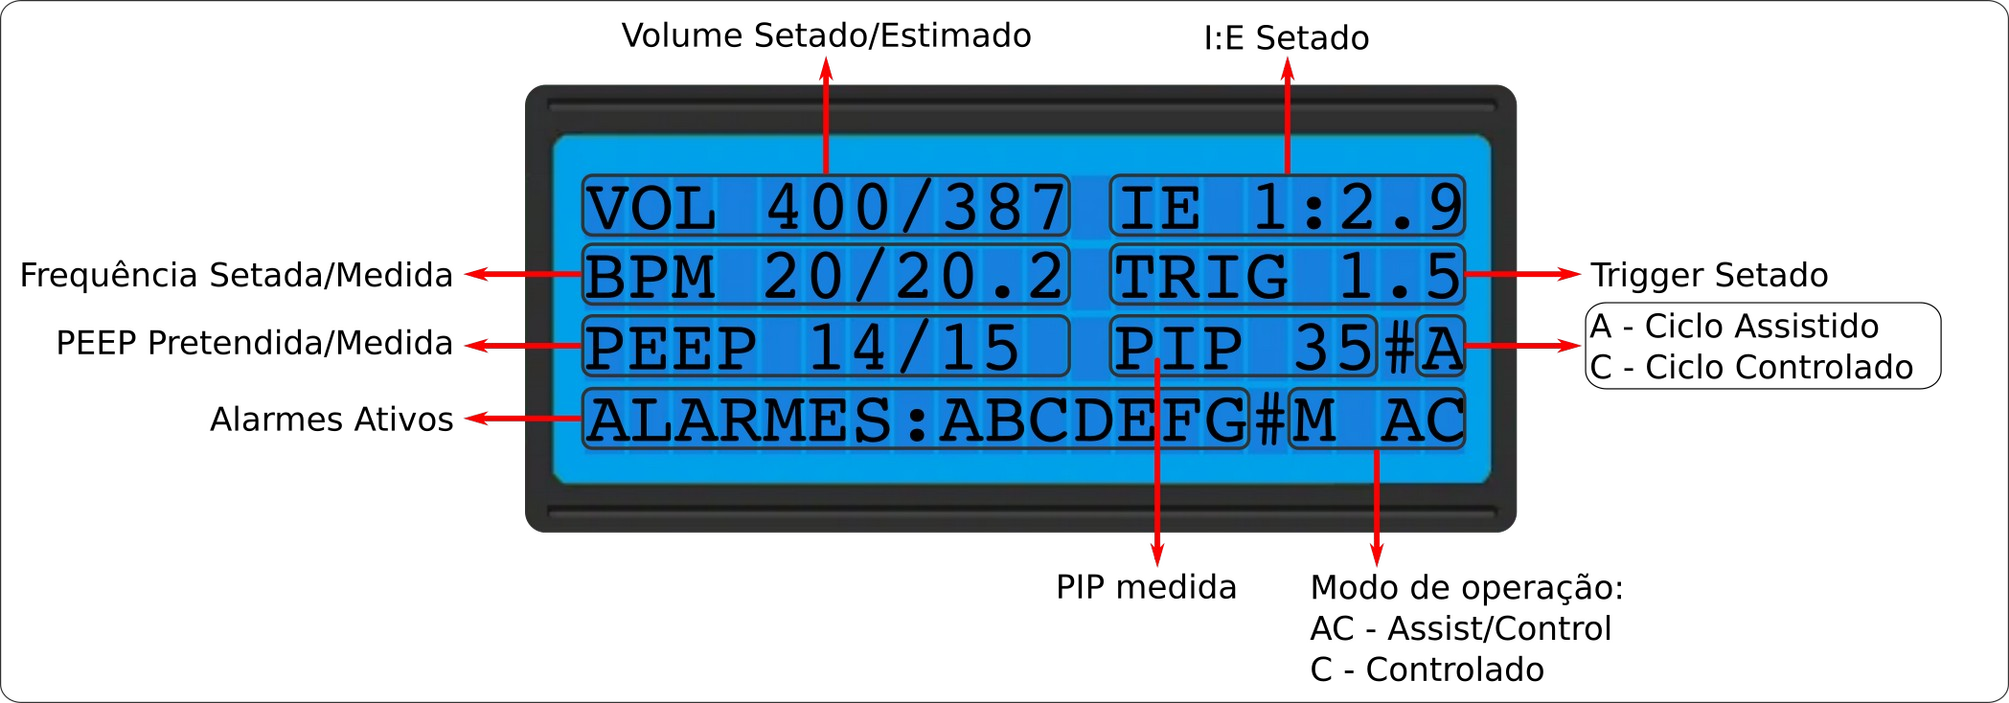 Volume Setado/Estimado
I:E Setado
VOL 400/387 IE 1:2.9
Frequência Setada/Medida
BPM 20/20.2 TRIG 1.5
Trigger Setado
PEEP Pretendida/Medida
PEEP 14/15 PIP 35#A
A - Ciclo Assistido
C - Ciclo Controlado
Alarmes Ativos
ALARMES:ABCDEFG#M AC
PIP medida
Modo de operação:
AC - Assist/Control
C - Controlado